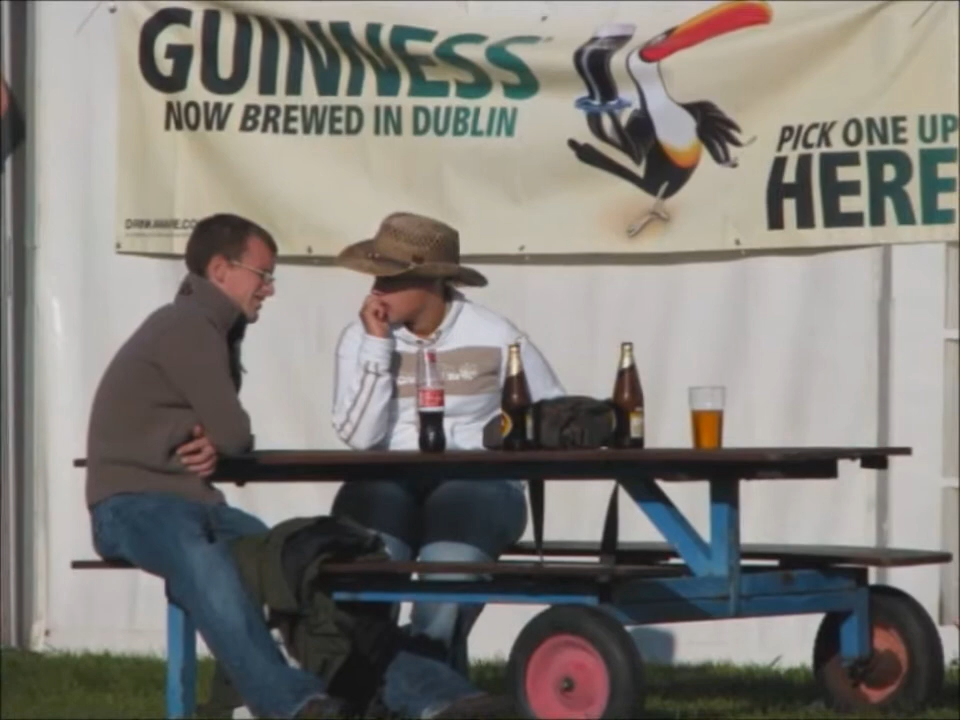 GUINNESS
NOW BREWED IN DUBLIN
PICK ONE UP
HERE